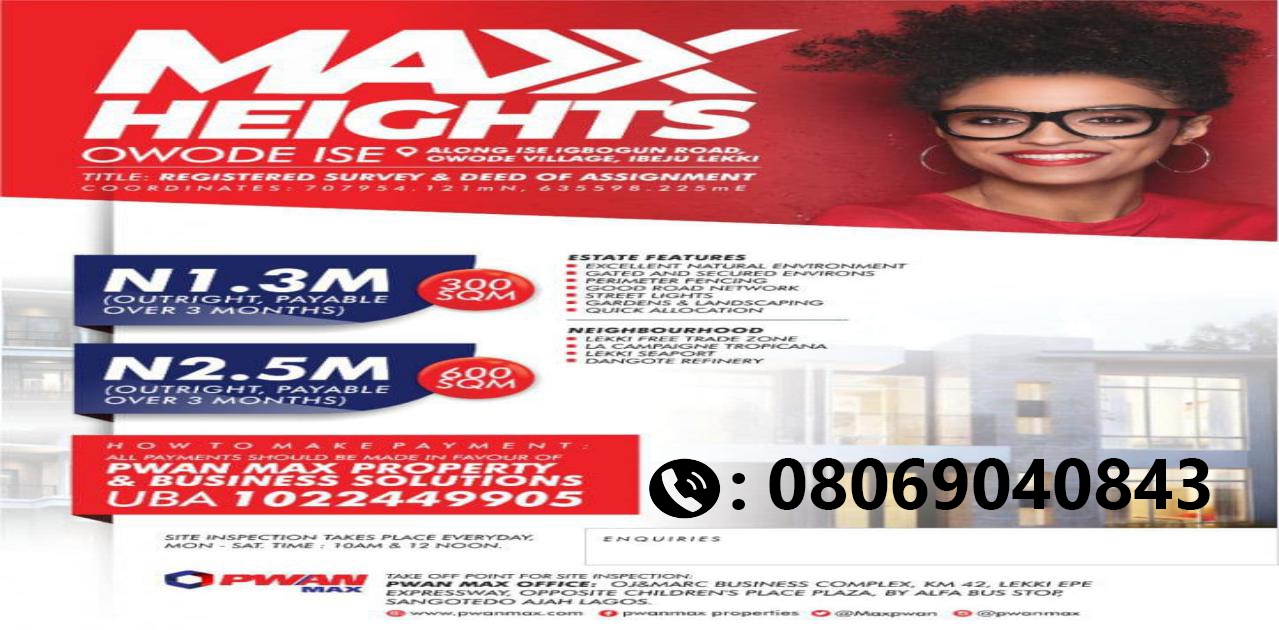 MAXX
HEIGHTS
OWODE ISE ALONG ISE IGBOGUN ROAD,
OWODE VILLAGE, IBEJU LEKKI
TITLE: REGISTERED SURVEY & DEED OF ASSIGNMENT
COORDINATES: 707954.121mN, 635598.225mE
N1.3M
(OUTRIGHT, PAYABLE
OVER 3 MONTHS)
300
SQM
N2.5M
(OUTRIGHT, PAYABLE
OVER 3 MONTHS)
600
SQM
ESTATE FEATURES
EXCELLENT NATURAL ENVIRONMENT
GATED AND SECURED ENVIRONS
PERIMETER FENCING
GOOD ROAD NETWORK
STREET LIGHTS
GARDENS & LANDSCAPING
QUICK ALLOCATION
NEIGHBOURHOOD
LEKKI FREE TRADE ZONE
LA CAMPAIGNE TROPICANA
LEKKI SEAPORT
DANGOTE REFINERY
HOW TO MAKE PAYMENT:
ALL PAYMENTS SHOULD BE MADE IN FAVOUR OF
PWAN MAX PROPERTY
& BUSINESS SOLUTIONS
UBA 1022449905
: 08069040843
SITE INSPECTION TAKES PLACE EVERYDAY,
MON - SAT. TIME : 10AM & 12 NOON.
ENQUIRIES
PWAN
MAX
TAKE OFF POINT FOR SITE INSPECTION:
PWAN MAX OFFICE: OJ&MARC BUSINESS COMPLEX, KM 42, LEKKI EPE
EXPRESSWAY, OPPOSITE CHILDREN'S PLACE PLAZA, BY ALFA BUS STOP,
SANGOTEDO AJAH LAGOS.
www.pwanmax.com pwanmax properties @Maxpwan @pwanmax